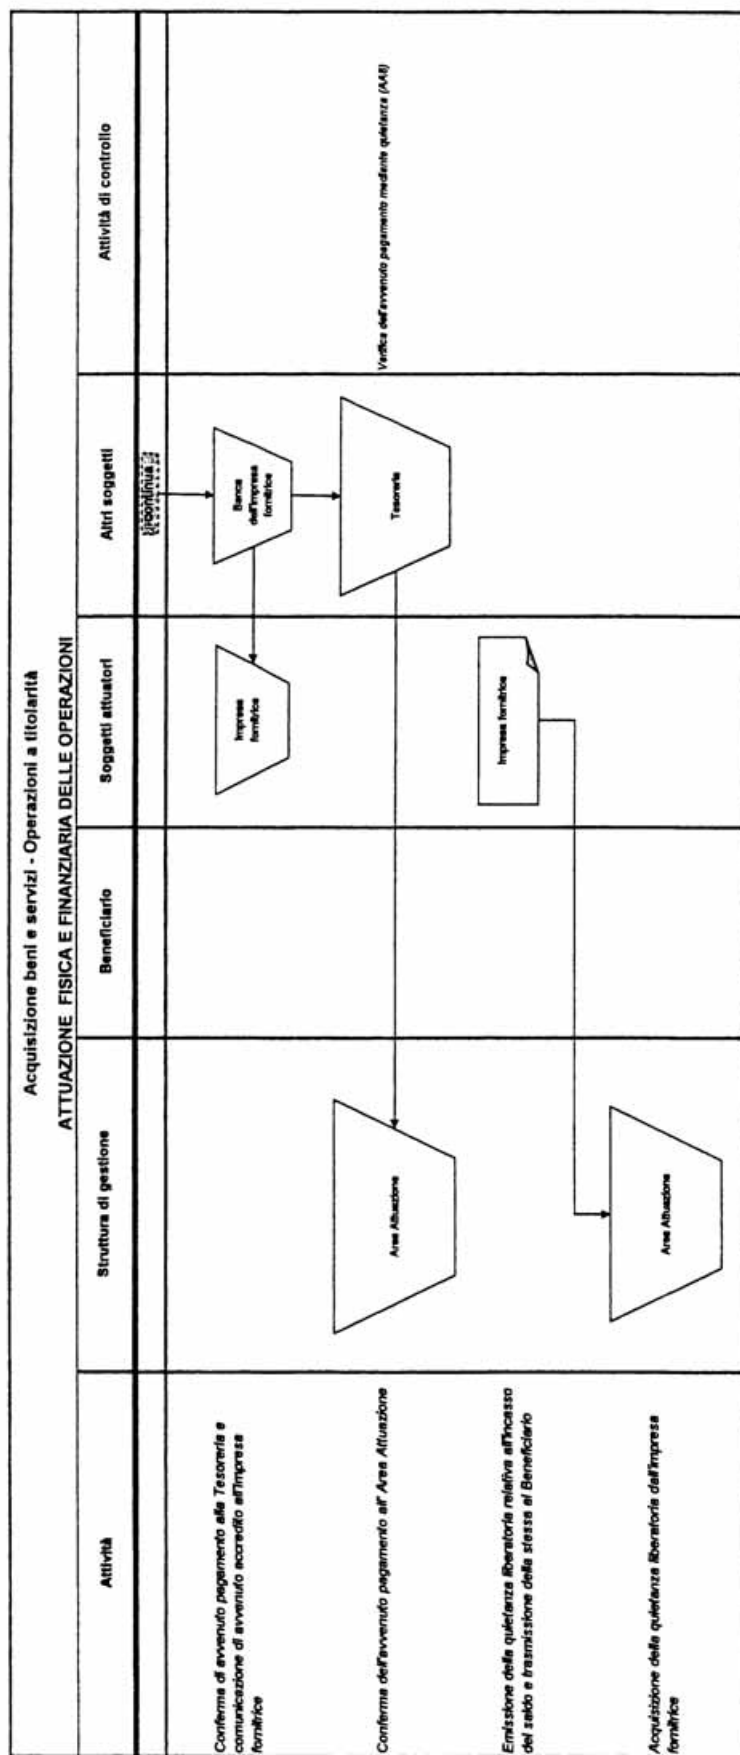 Acquisizione beni e servizi - Operazioni a titolarità
ATTUAZIONE FISICA E FINANZIARIA DELLE OPERAZIONI
Attività
Struttura di gestione
Beneficiario
Soggetti attuatori
Altri soggetti
Attività di controllo
Conferma di avvenuto pagamento alla Tesoreria e
comunicazione di avvenuto accredito all'impresa
fornitrice
Impresa
fornitrice
Banca
dell'impresa
fornitrice
Conferma dell'avvenuto pagamento all' Area Attuazione
Area Attuazione
Tesoreria
Verifica dell'avvenuto pagamento mediante quietanza (AA8)
Emissione della quietanza liberatoria relativa all'incasso
del saldo e trasmissione della stessa al Beneficiario
Impresa fornitrice
Acquisizione della quietanza liberatoria dall'impresa
fornitrice
Area Attuazione